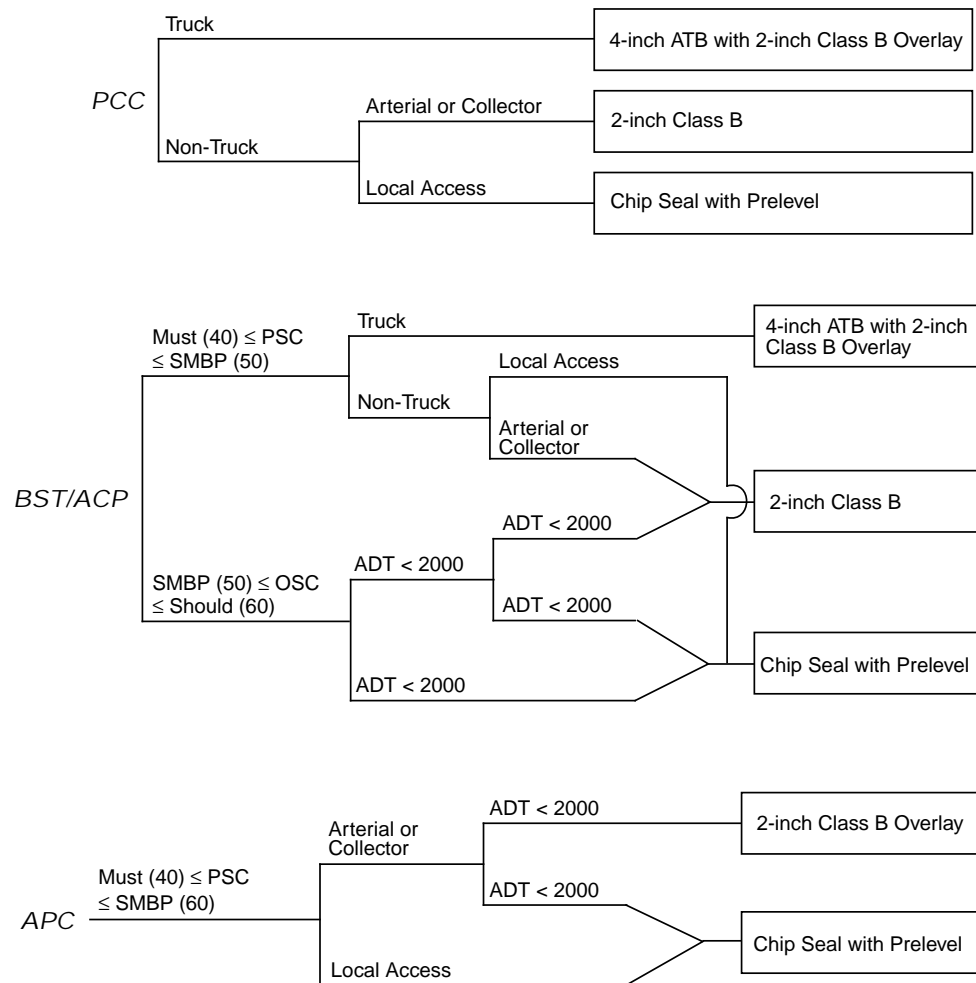 Truck
4-inch ATB with 2-inch Class B Overlay
PCC
Arterial or Collector
2-inch Class B
Non-Truck
Local Access
Chip Seal with Prelevel
Must (40) ≤ PSC
≤ SMBP (50)
Truck
4-inch ATB with 2-inch
Class B Overlay
Local Access
Non-Truck
Arterial or
Collector
BST/ACP
2-inch Class B
ADT < 2000
ADT < 2000
SMBP (50) ≤ OSC
≤ Should (60)
ADT < 2000
Chip Seal with Prelevel
ADT < 2000
ADT < 2000
2-inch Class B Overlay
Arterial or
Collector
Must (40) ≤ PSC
≤ SMBP (60)
ADT < 2000
APC
Chip Seal with Prelevel
Local Access